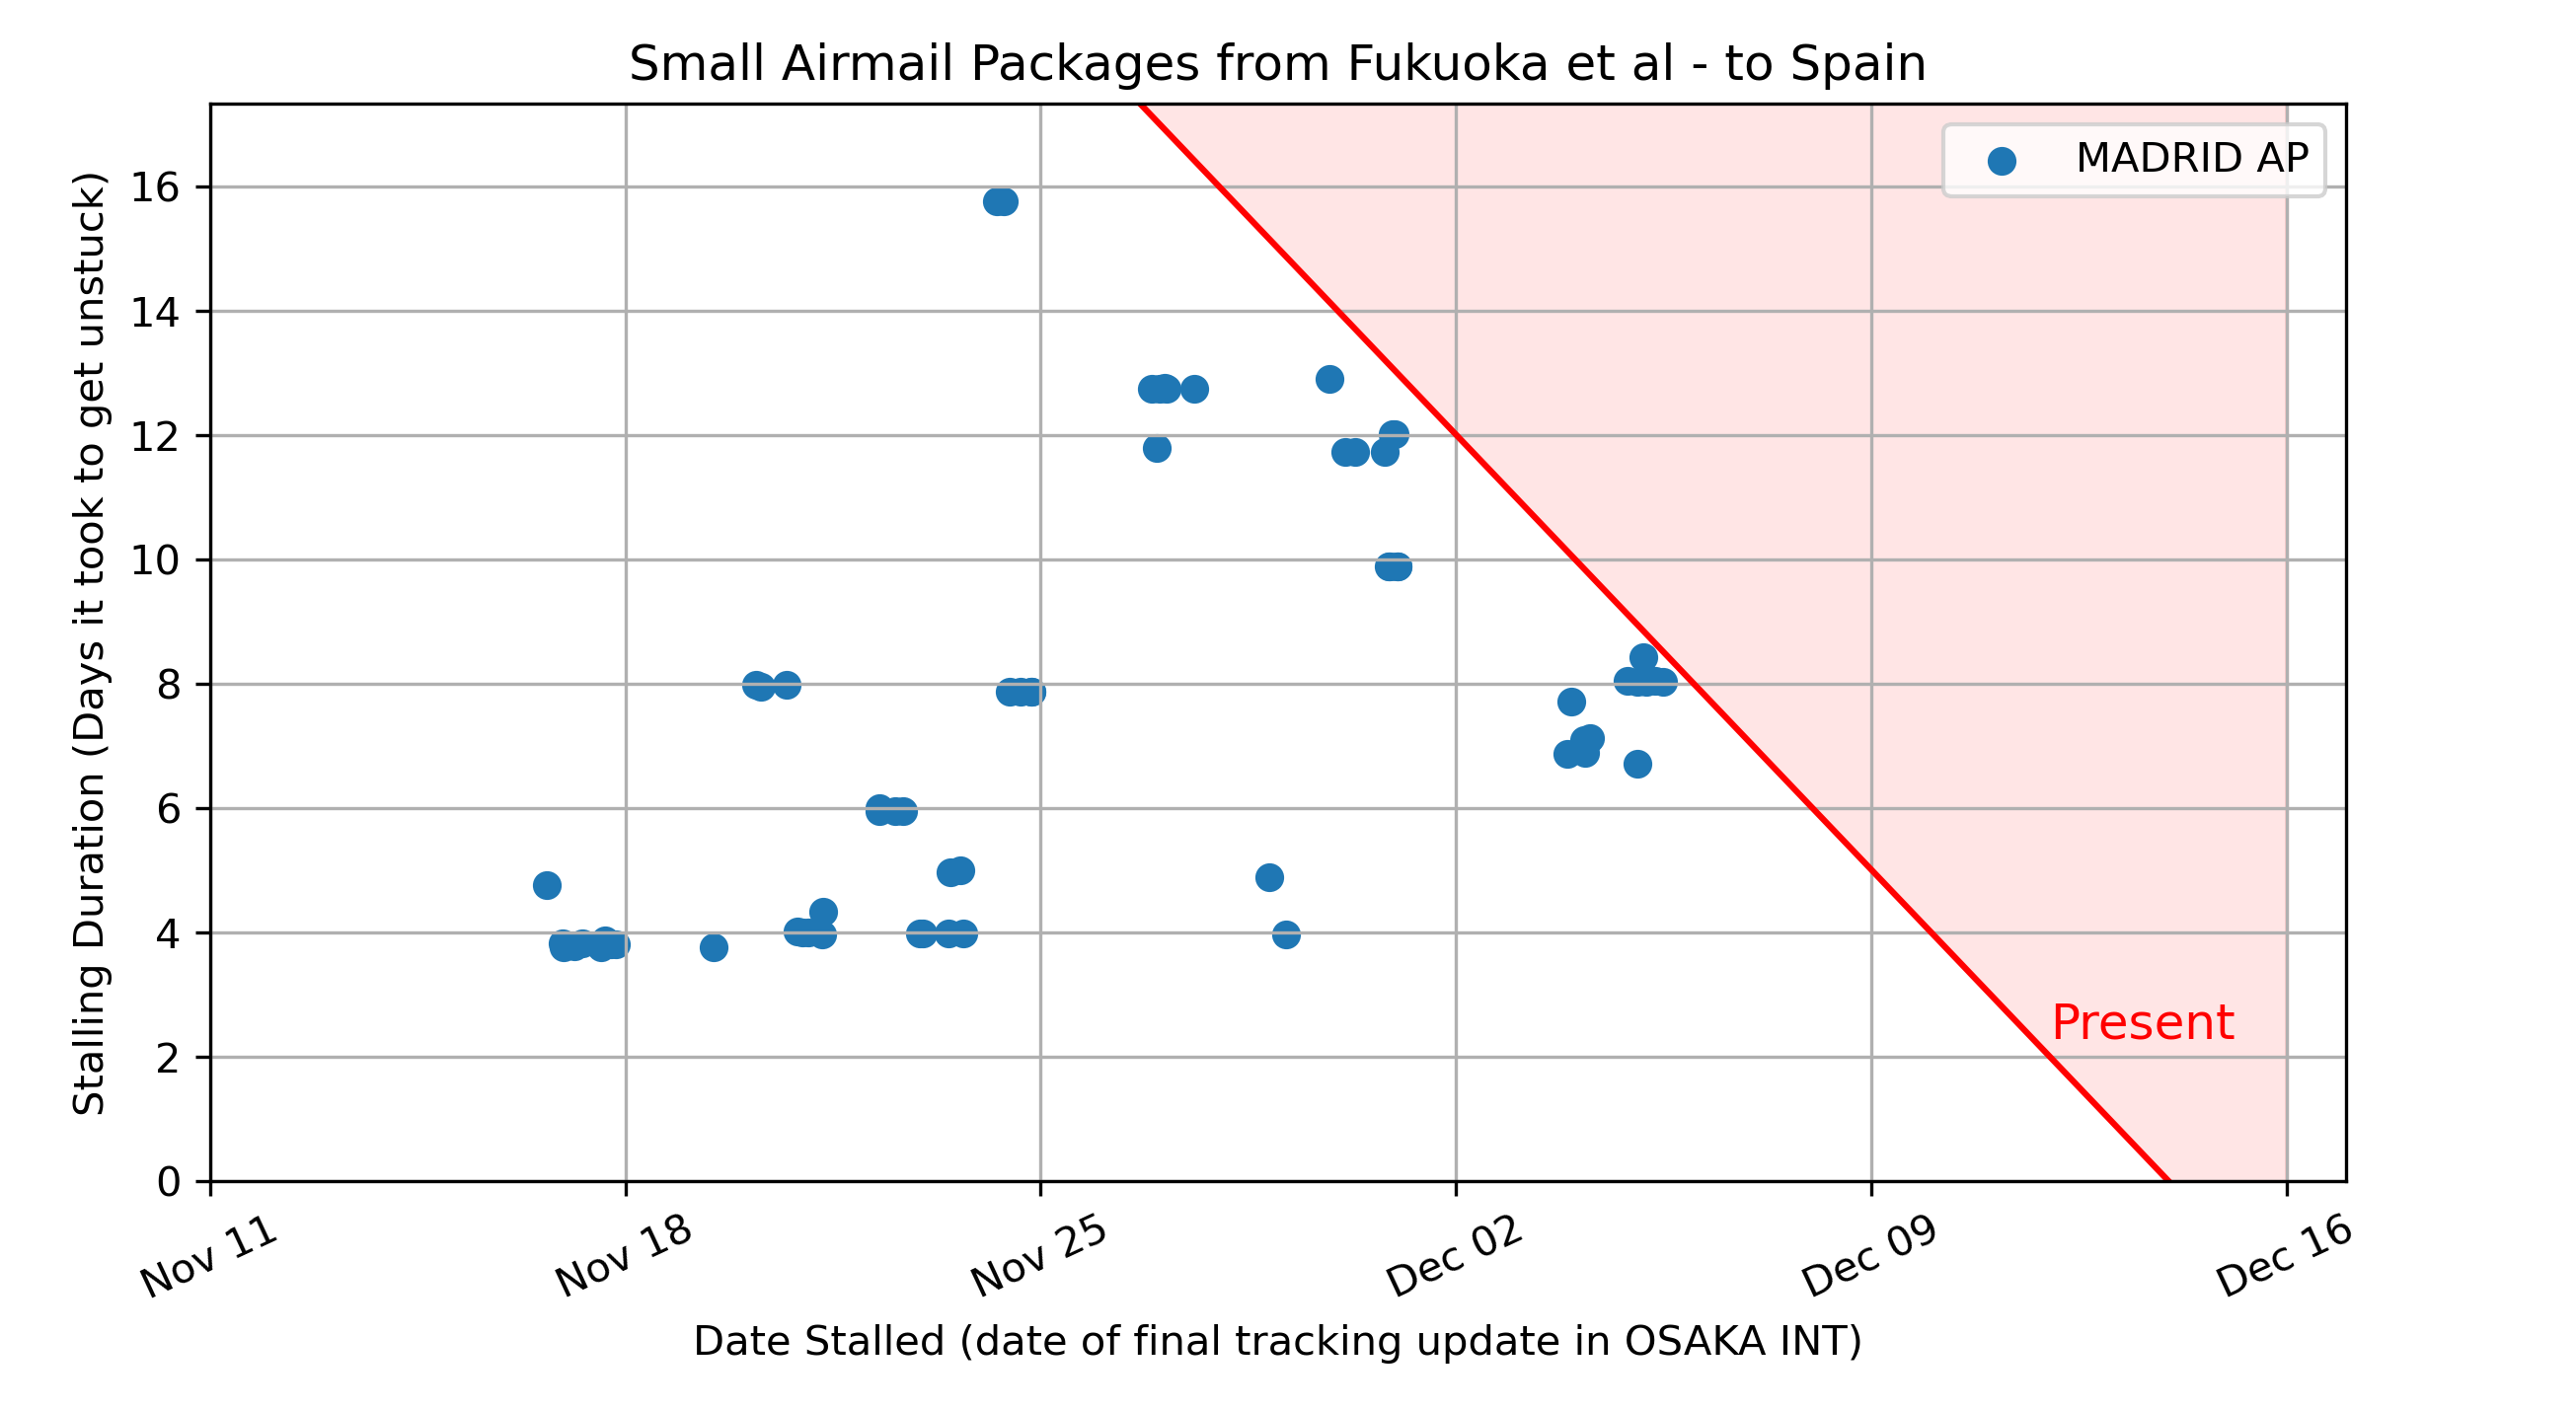 Small Airmail Packages from Fukuoka et al - to Spain
MADRID AP
Stalling Duration (Days it took to get unstuck)
16
14
12
10
8
6
4
2
0
Present
Nov 11
Nov 18
Nov 25
Dec 02
Dec 09
Dec 16
Date Stalled (date of final tracking update in OSAKA INT)